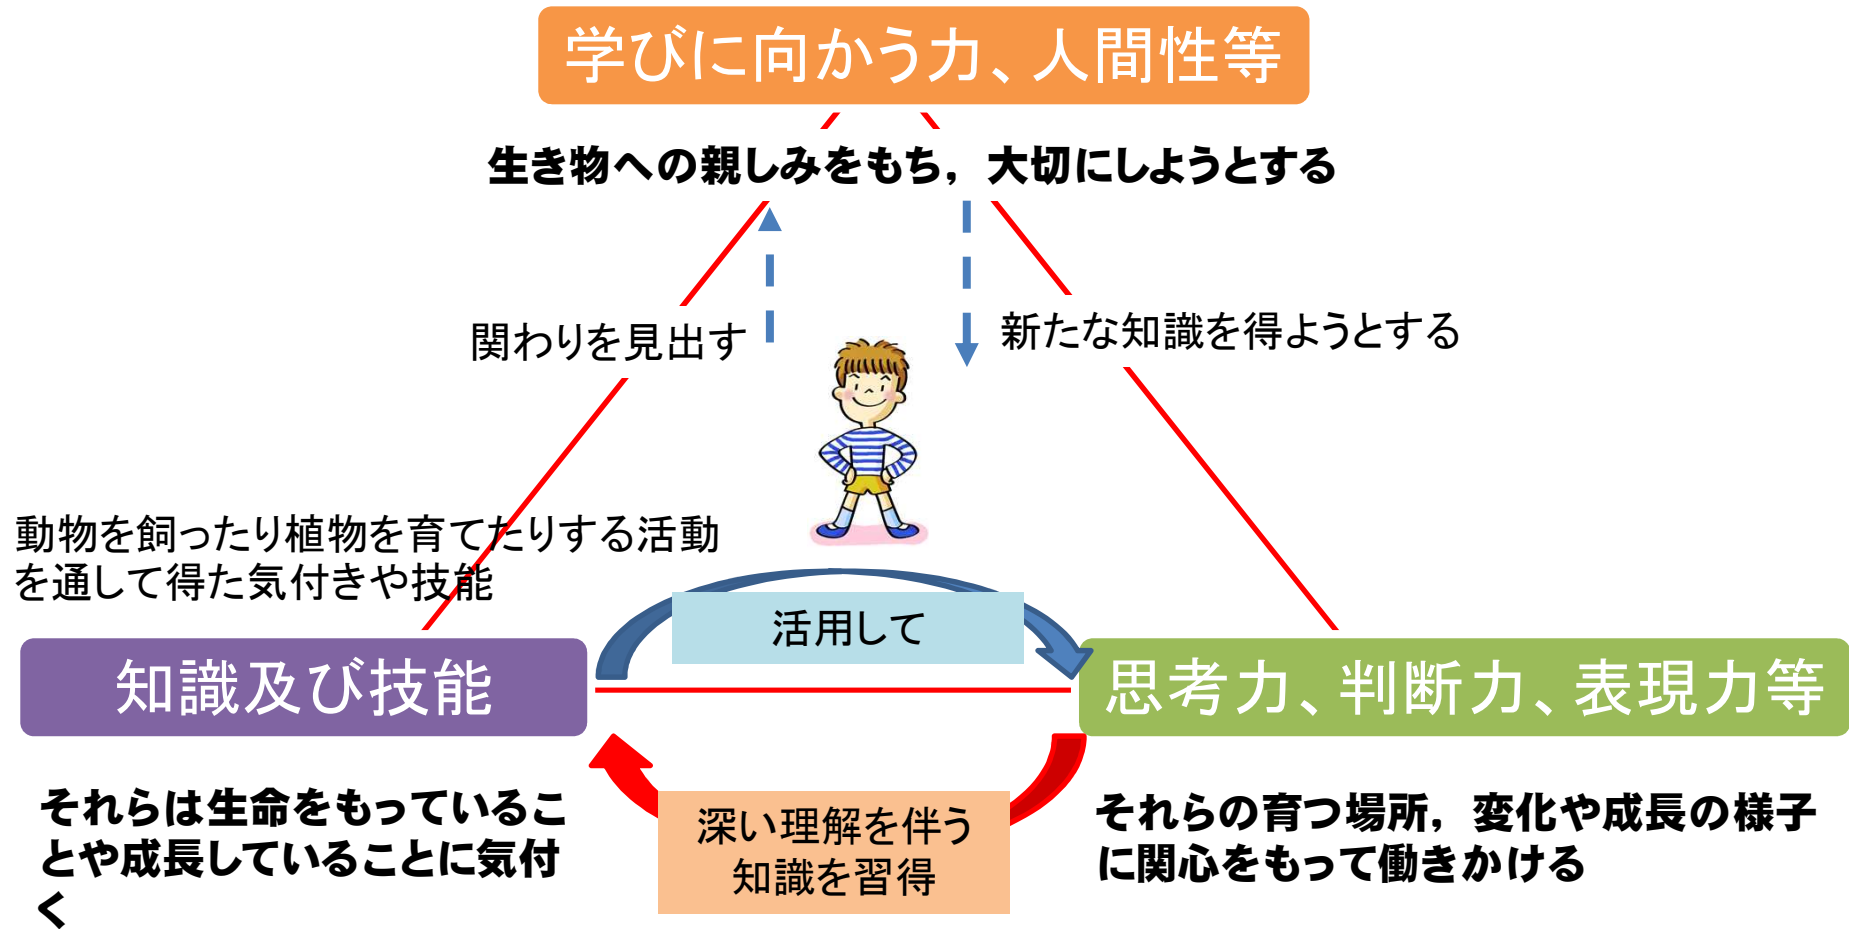 学びに向かう力、人間性等
生き物への親しみをもち，大切にしようとする
関わりを見出す
新たな知識を得ようとする
動物を飼ったり植物を育てたりする活動
を通して得た気付きや技能
活用して
知識及び技能
思考力、判断力、表現力等
それらは生命をもっているこ
とや成長していることに気付
く
深い理解を伴う
知識を習得
それらの育つ場所，変化や成長の様子
に関心をもって働きかける